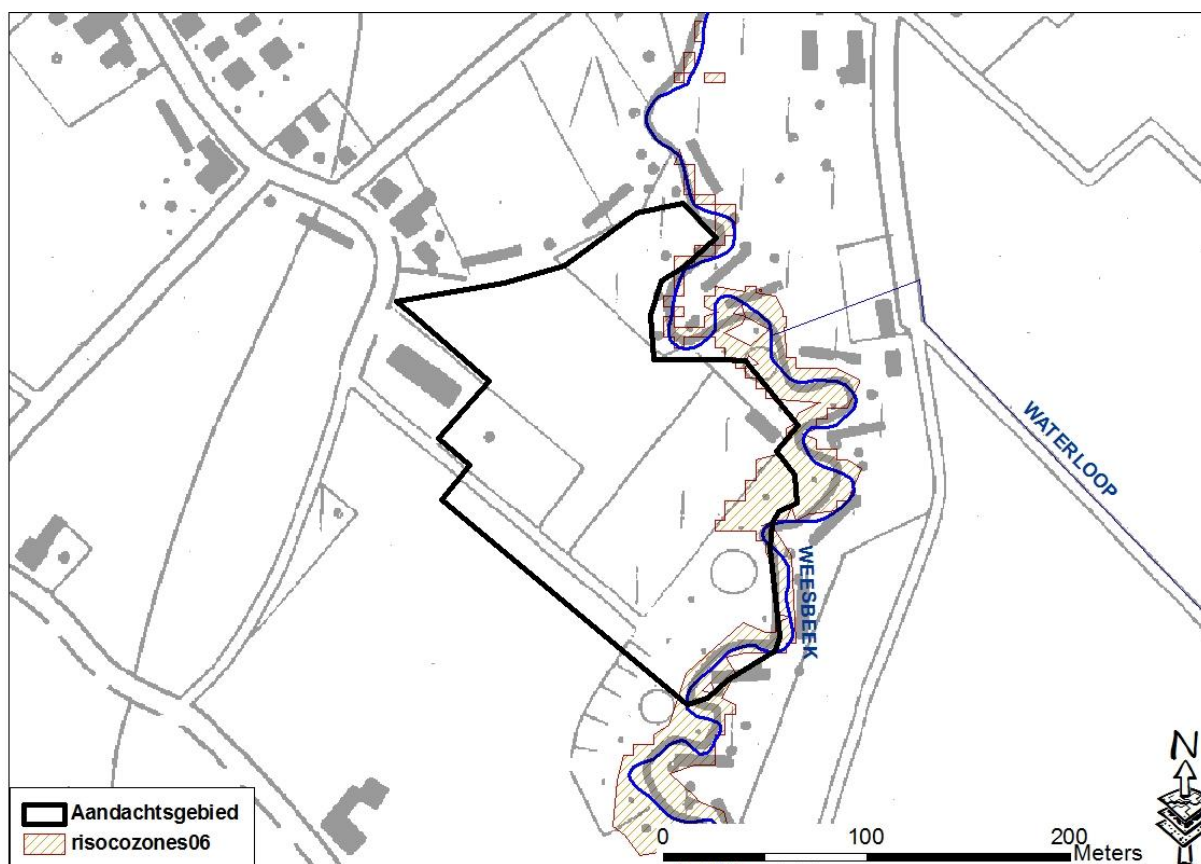 WATERLOOP
WEESBEEK
Aandachtsgebied
risocozones06
N
0 100 200
Meters